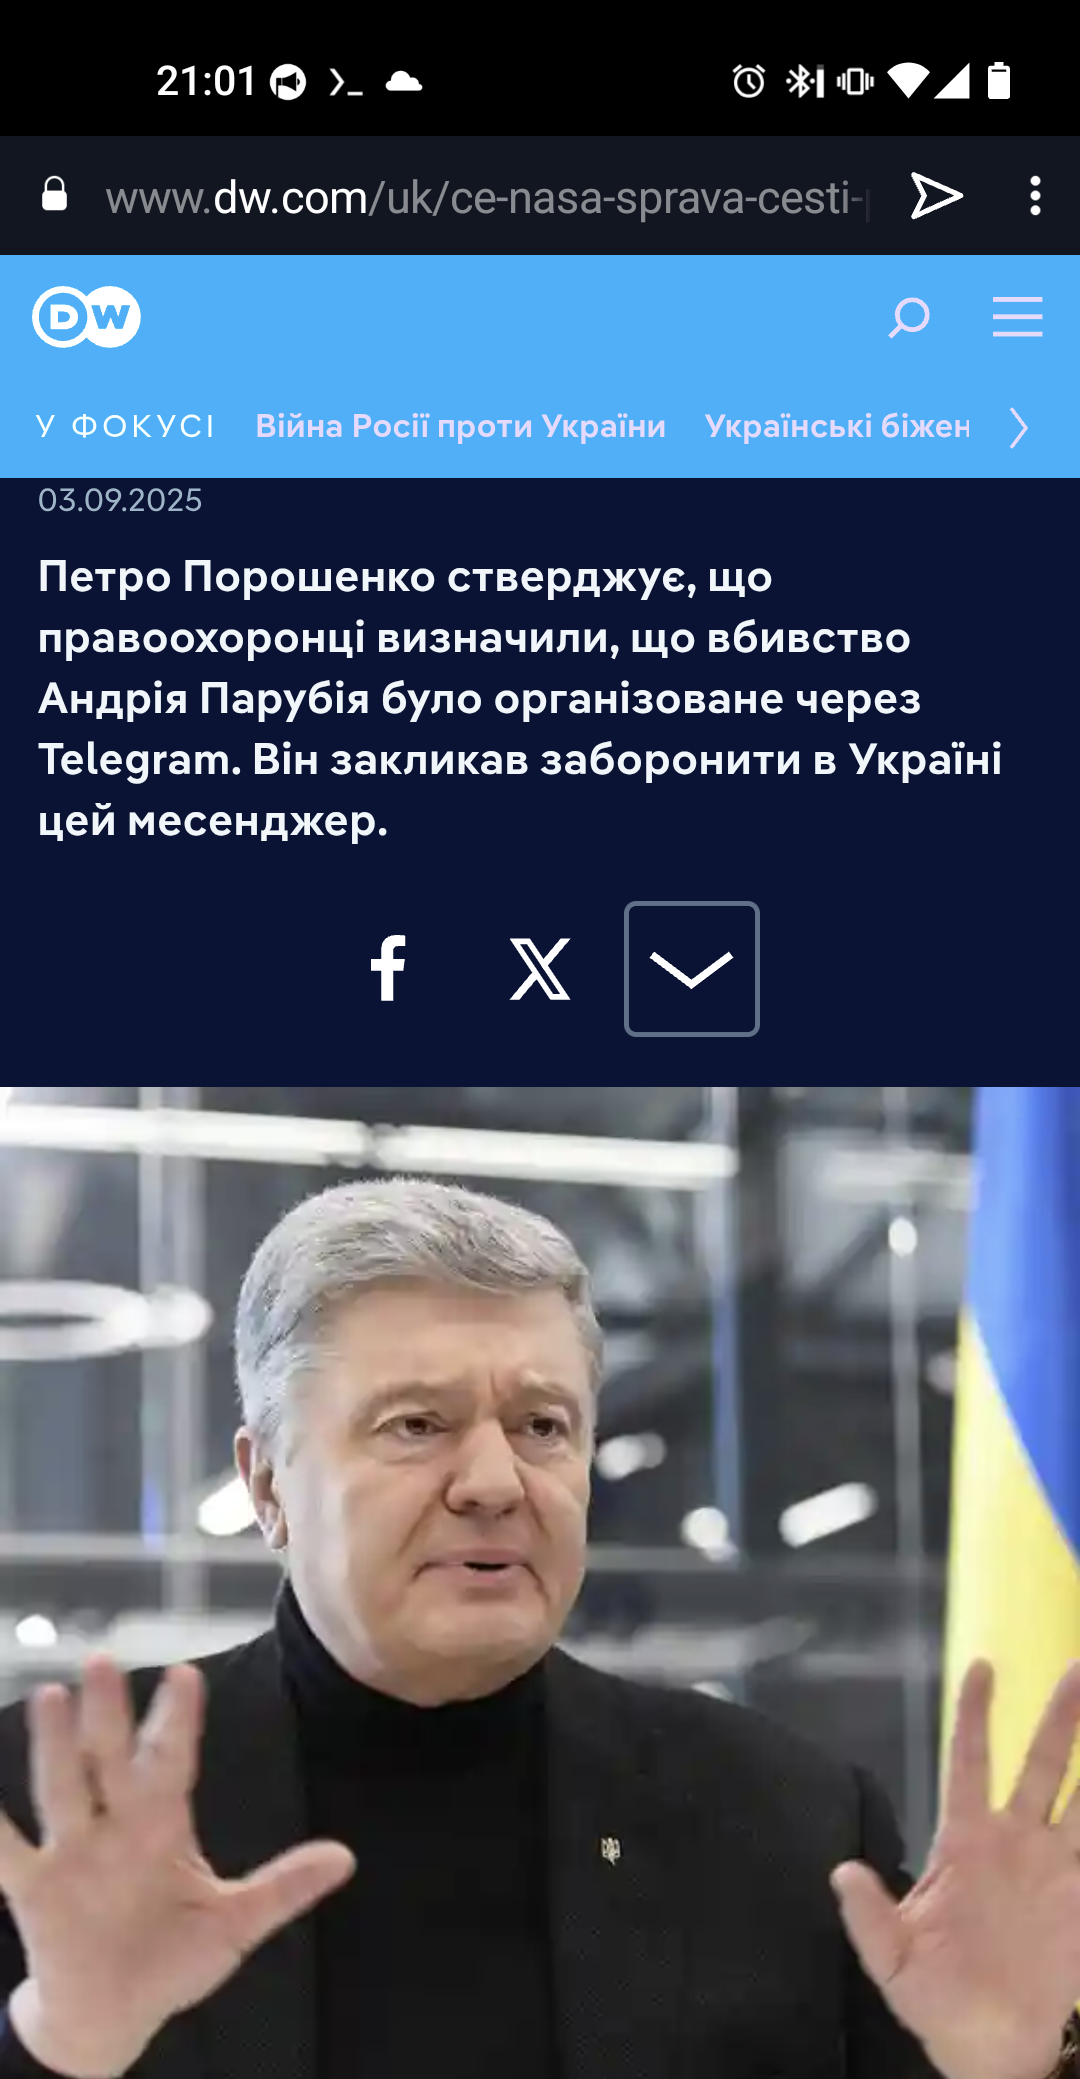 21:01
www.dw.com/uk/ce-nasa-sprava-cesti-
DW
У ФОКУСІ Війна Росії проти України Українські біжен
03.09.2025
Петро Порошенко стверджує, що
правоохоронці визначили, що вбивство
Андрія Парубія було організоване через
Telegram. Він закликав заборонити в Україні
цей месенджер.